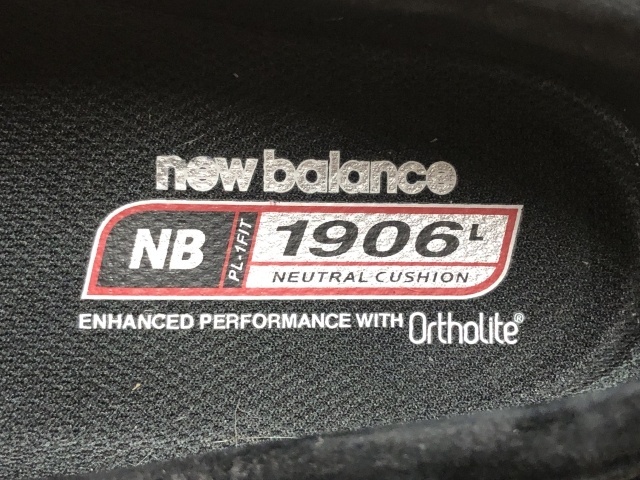 new balance
NB PL-1FIT 1906L
NEUTRAL CUSHION
ENHANCED PERFORMANCE WITH Ortholite®